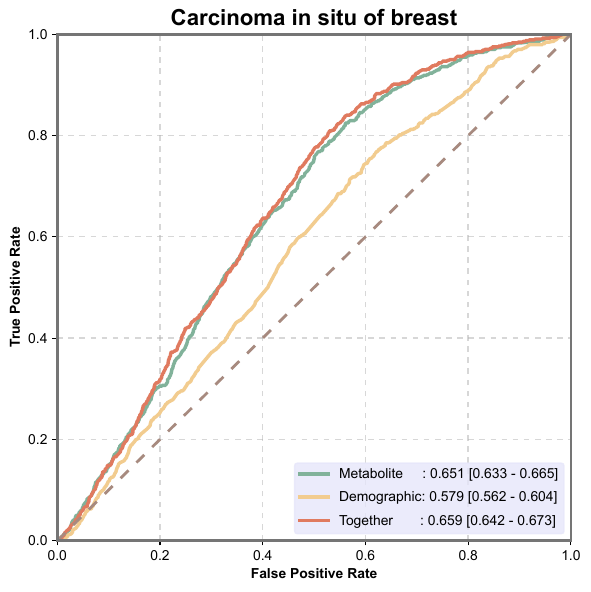 Carcinoma in situ of breast
True Positive Rate
1.0
0.8
0.6
0.4
0.2
0.0
Metabolite : 0.651 [0.633 - 0.665]
Demographic: 0.579 [0.562 - 0.604]
Together : 0.659 [0.642 - 0.673]
0.0 0.2 0.4 0.6 0.8 1.0
False Positive Rate